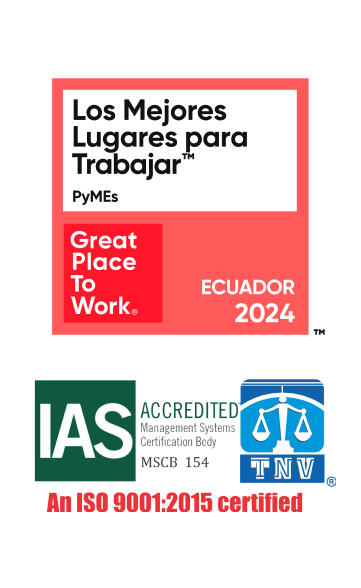 Los Mejores
Lugares para
Trabajar™
PyMEs
Great
Place
To
Work®
ECUADOR
2024
™
IAS
ACCREDITED
Management Systems
Certification Body
MSCB 154
TNV
®
An ISO 9001:2015 certified